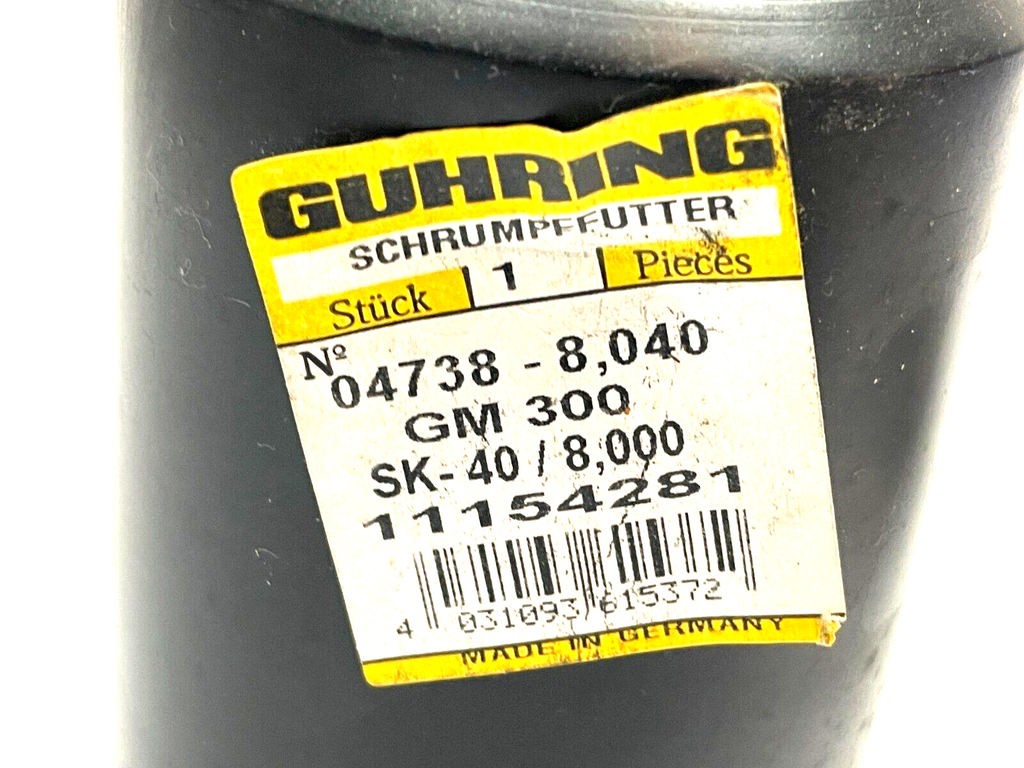 GUHRING
SCHRUMPFFUTTER
Stück 1 Pieces
Nº 04738 - 8,040
GM 300
SK- 40 / 8,000
11154281
4 031093 615372
MADE IN GERMANY